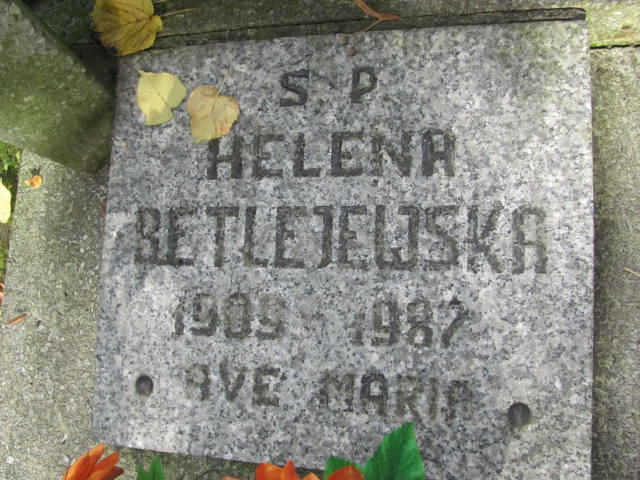 S P
HELENA
BETLEJEWSKA
1909 - 1987
AVE MARIA